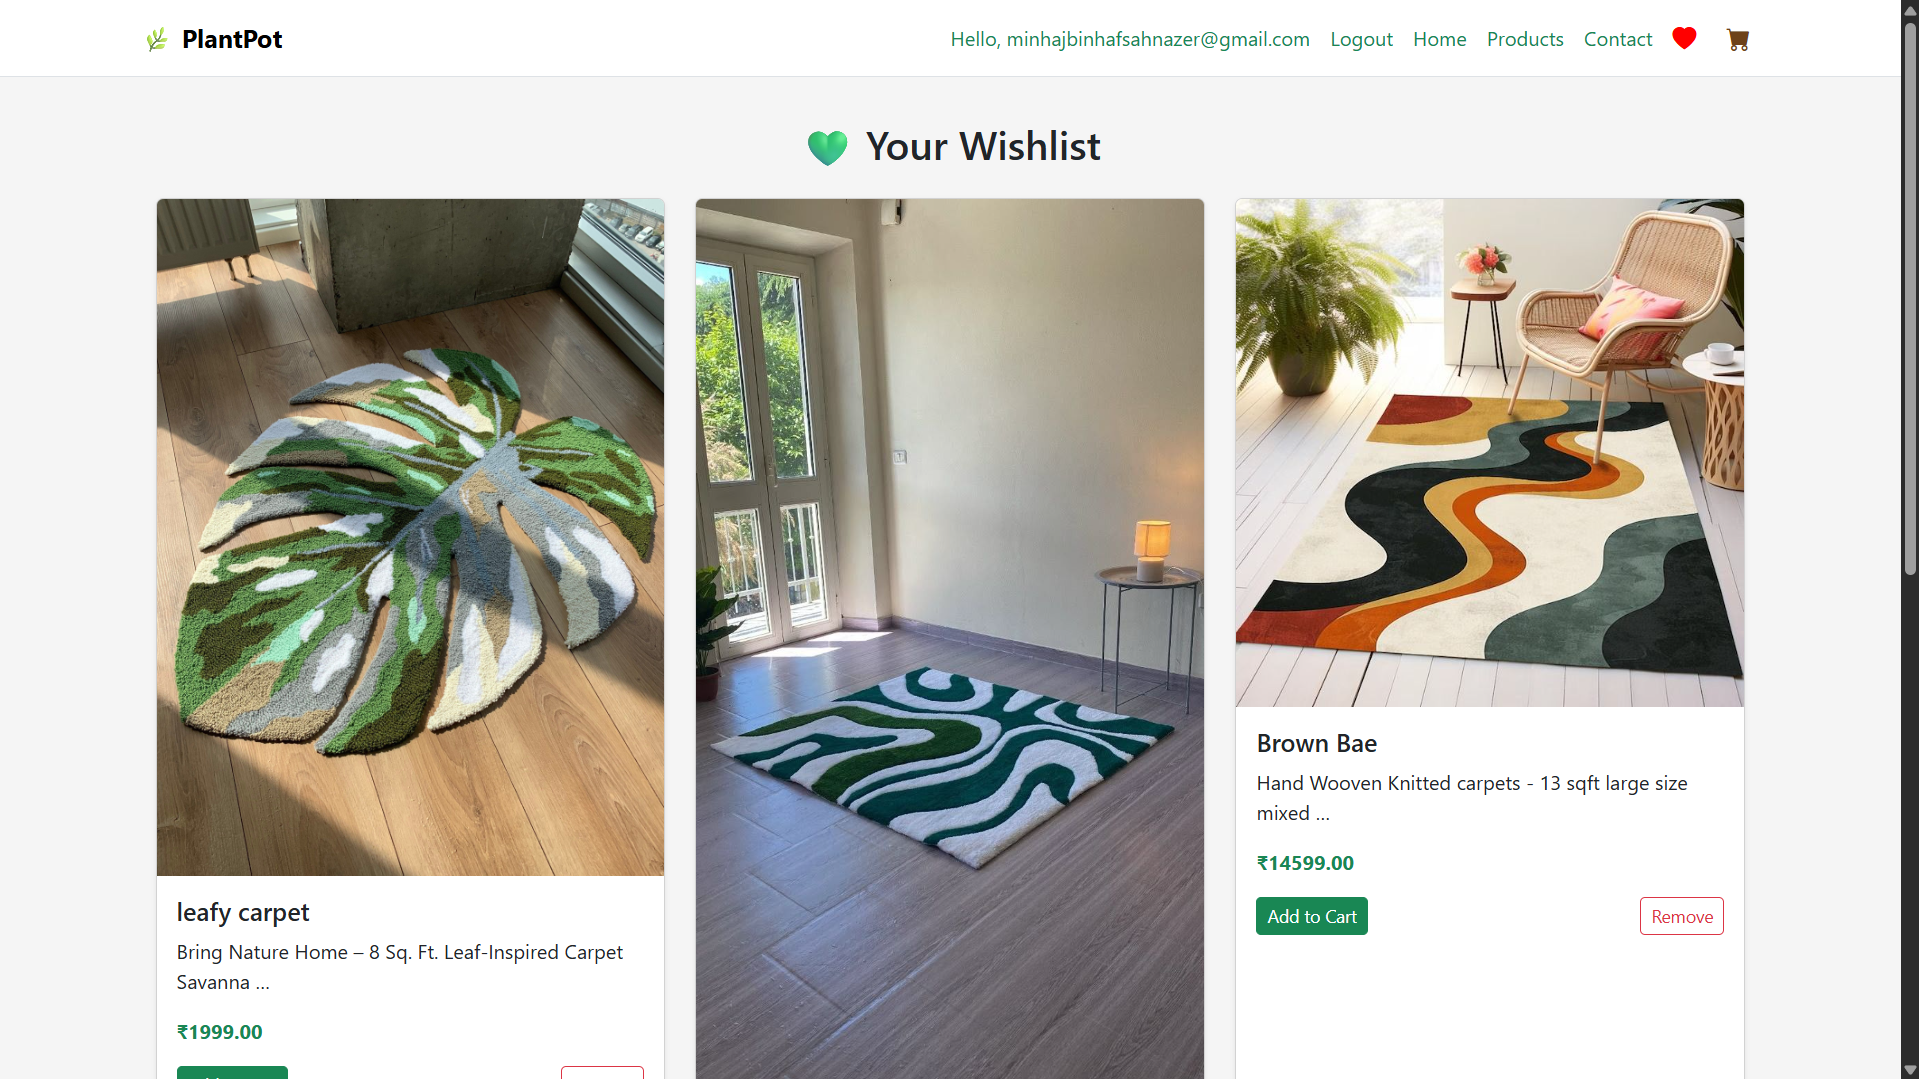 PlantPot
Hello, minhajbinhafsahnazer@gmail.com Logout Home Products Contact
Your Wishlist
leafy carpet
Bring Nature Home – 8 Sq. Ft. Leaf-Inspired Carpet
Savanna ...
₹1999.00
Brown Bae
Hand Wooven Knitted carpets - 13 sqft large size
mixed ...
₹14599.00
Add to Cart
Remove